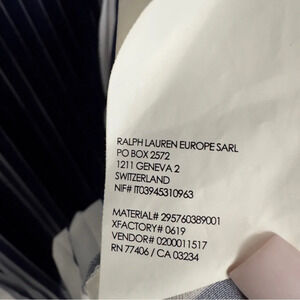 RALPH LAUREN EUROPE SARL
PO BOX 2572
1211 GENEVA 2
SWITZERLAND
NIF# IT03945310963
MATERIAL# 295760389001
XFACTORY# 0619
VENDOR# 0200011517
RN 77406 / CA 03234